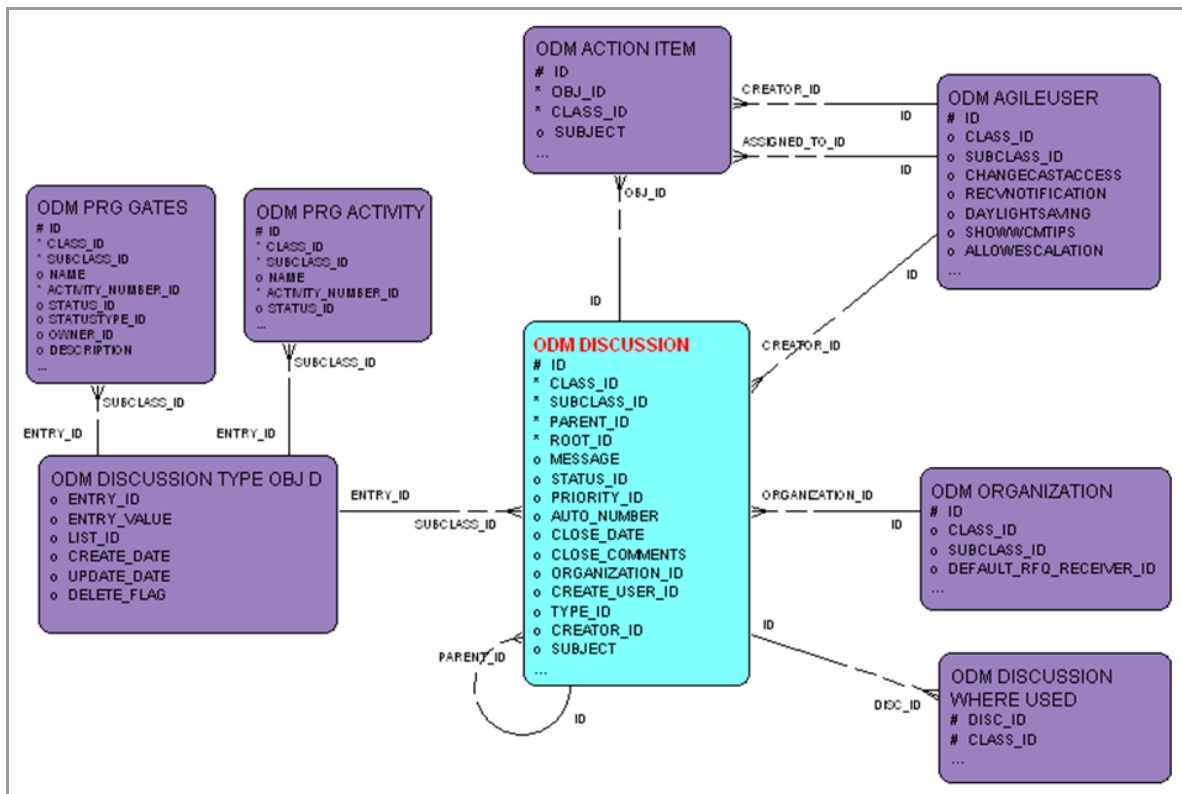 ODM ACTION ITEM
# ID
* OBJ_ID
* CLASS_ID
o SUBJECT
...
CREATOR_ID
ID
ASSIGNED_TO_ID
ID
ODM AGILEUSER
# ID
o CLASS_ID
o SUBCLASS_ID
o CHANGECASTACCESS
o RECVNOTIFICATION
o DAYLIGHTSAVING
o SHOWWCMTIPS
o ALLOWESCALATION
...
OBJ_ID
ID
ID
CREATOR_ID
ODM PRG GATES
# ID
* CLASS_ID
* SUBCLASS_ID
o NAME
* ACTIVITY_NUMBER_ID
o STATUS_ID
o STATUSTYPE_ID
o OWNER_ID
o DESCRIPTION
...
ODM PRG ACTIVITY
# ID
* CLASS_ID
* SUBCLASS_ID
o NAME
* ACTIVITY_NUMBER_ID
o STATUS_ID
...
SUBCLASS_ID
SUBCLASS_ID
ENTRY_ID
ENTRY_ID
ODM DISCUSSION TYPE OBJ D
o ENTRY_ID
o ENTRY_VALUE
o LIST_ID
o CREATE_DATE
o UPDATE_DATE
o DELETE_FLAG
ENTRY_ID
SUBCLASS_ID
ODM DISCUSSION
# ID
* CLASS_ID
* SUBCLASS_ID
* PARENT_ID
* ROOT_ID
o MESSAGE
o STATUS_ID
o PRIORITY_ID
o AUTO_NUMBER
o CLOSE_DATE
o CLOSE_COMMENTS
o ORGANIZATION_ID
o CREATE_USER_ID
o TYPE_ID
o CREATOR_ID
o SUBJECT
...
PARENT_ID
ID
ORGANIZATION_ID
ID
ODM ORGANIZATION
# ID
o CLASS_ID
o SUBCLASS_ID
o DEFAULT_RFQ_RECEIVER_ID
...
ID
DISC_ID
ODM DISCUSSION
WHERE USED
# DISC_ID
# CLASS_ID
...